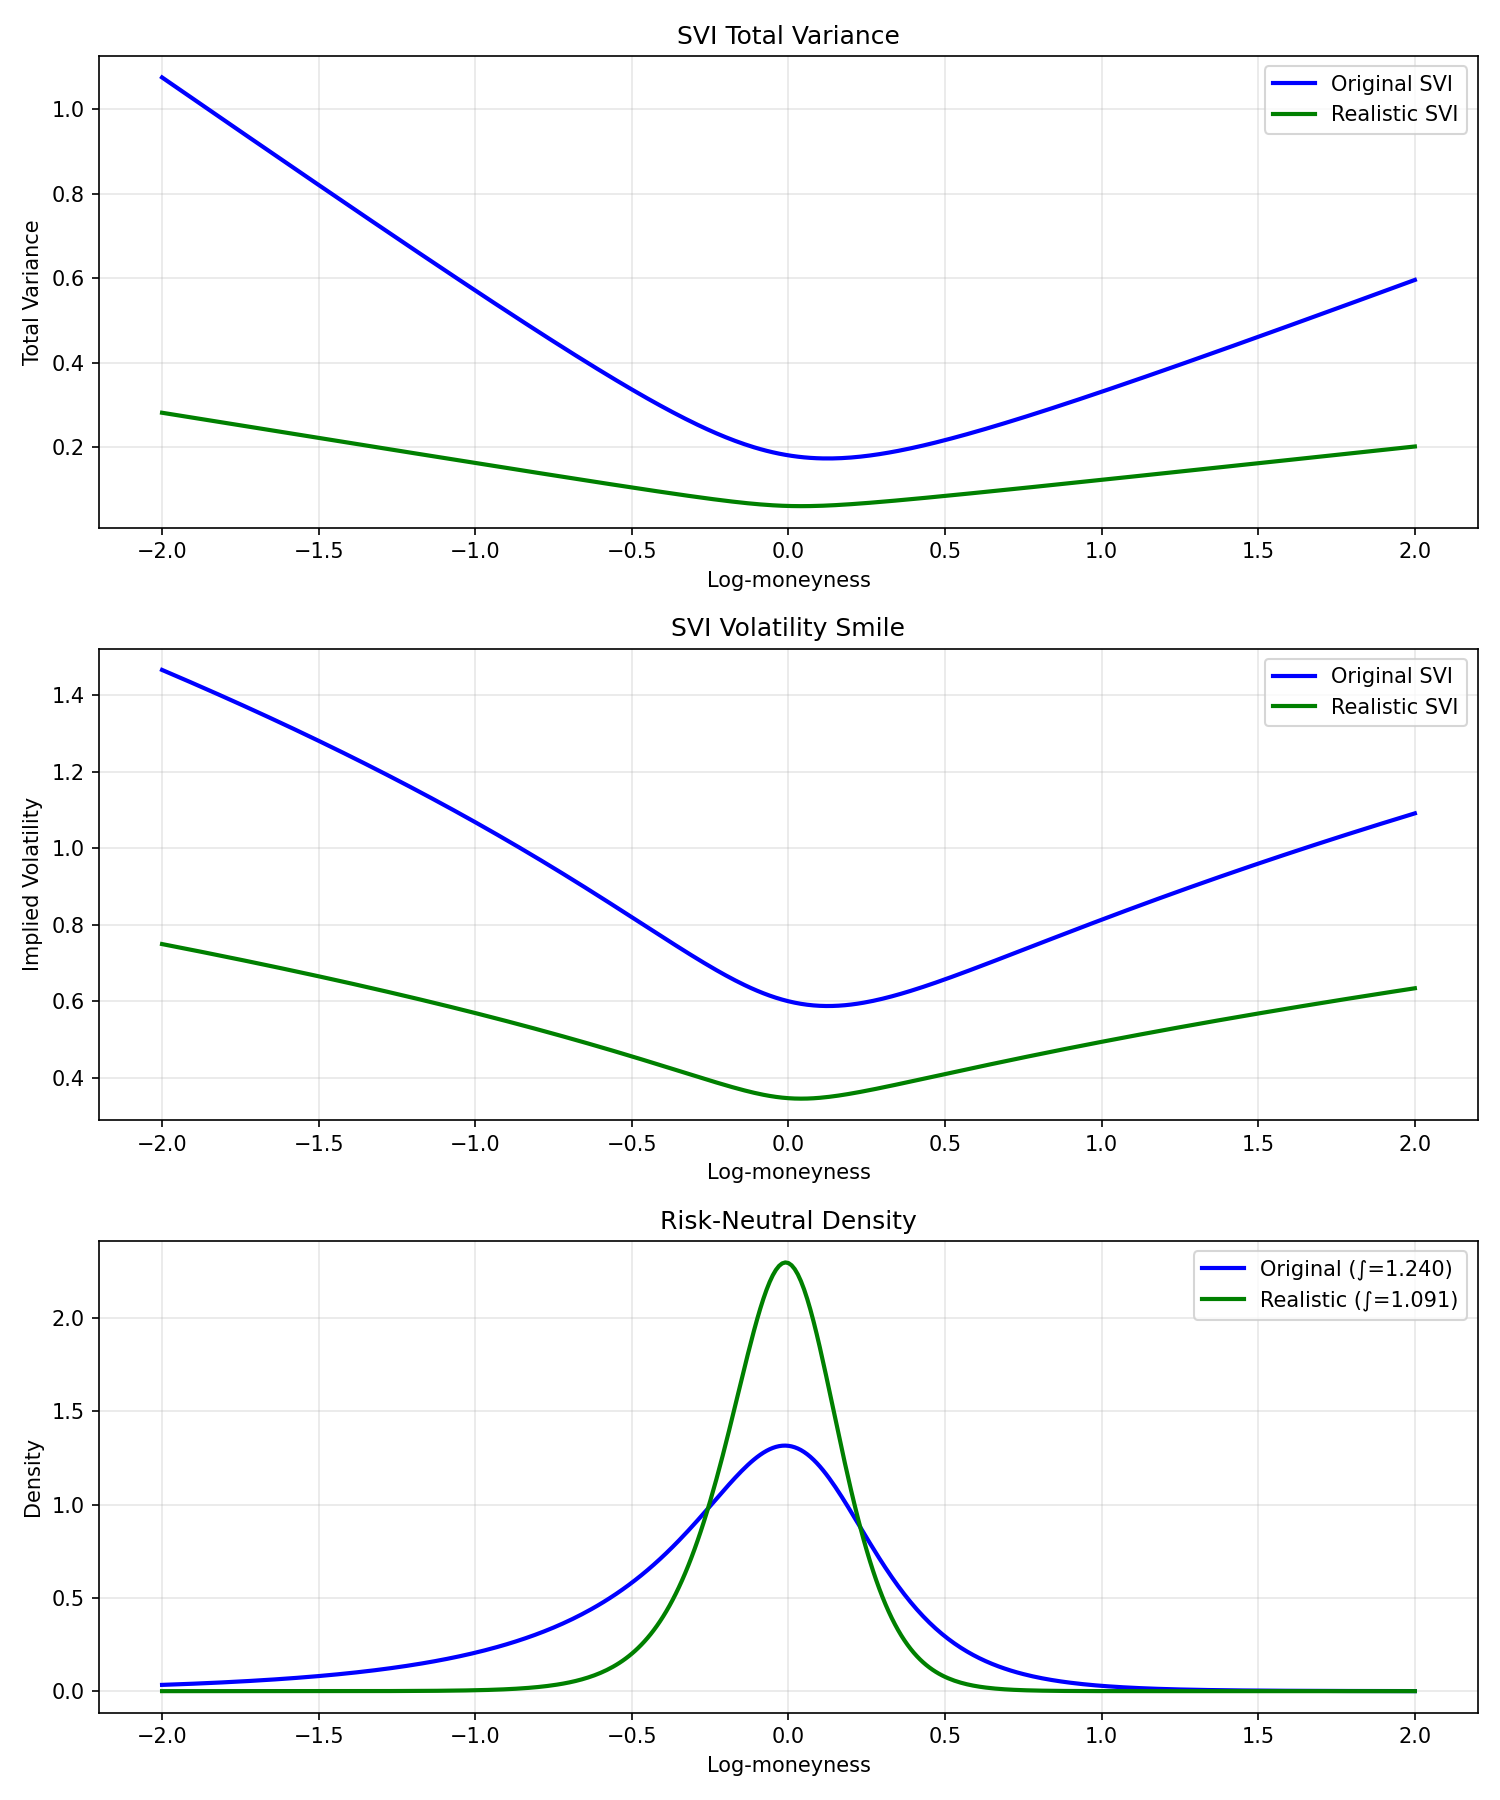 SVI Total Variance
Total Variance
1.0
0.8
0.6
0.4
0.2
Original SVI
Realistic SVI
−2.0 −1.5 −1.0 −0.5 0.0 0.5 1.0 1.5 2.0
Log-moneyness
SVI Volatility Smile
Implied Volatility
1.4
1.2
1.0
0.8
0.6
0.4
Original SVI
Realistic SVI
−2.0 −1.5 −1.0 −0.5 0.0 0.5 1.0 1.5 2.0
Log-moneyness
Risk-Neutral Density
Density
2.0
1.5
1.0
0.5
0.0
Original (∫=1.240)
Realistic (∫=1.091)
−2.0 −1.5 −1.0 −0.5 0.0 0.5 1.0 1.5 2.0
Log-moneyness